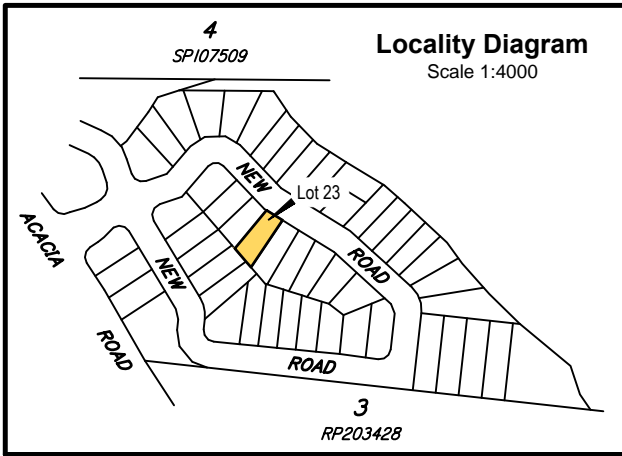 4
SP107509
Locality Diagram
Scale 1:4000
NEW
Lot 23
ACACIA
NEW
ROAD
ROAD
ROAD
3
RP203428